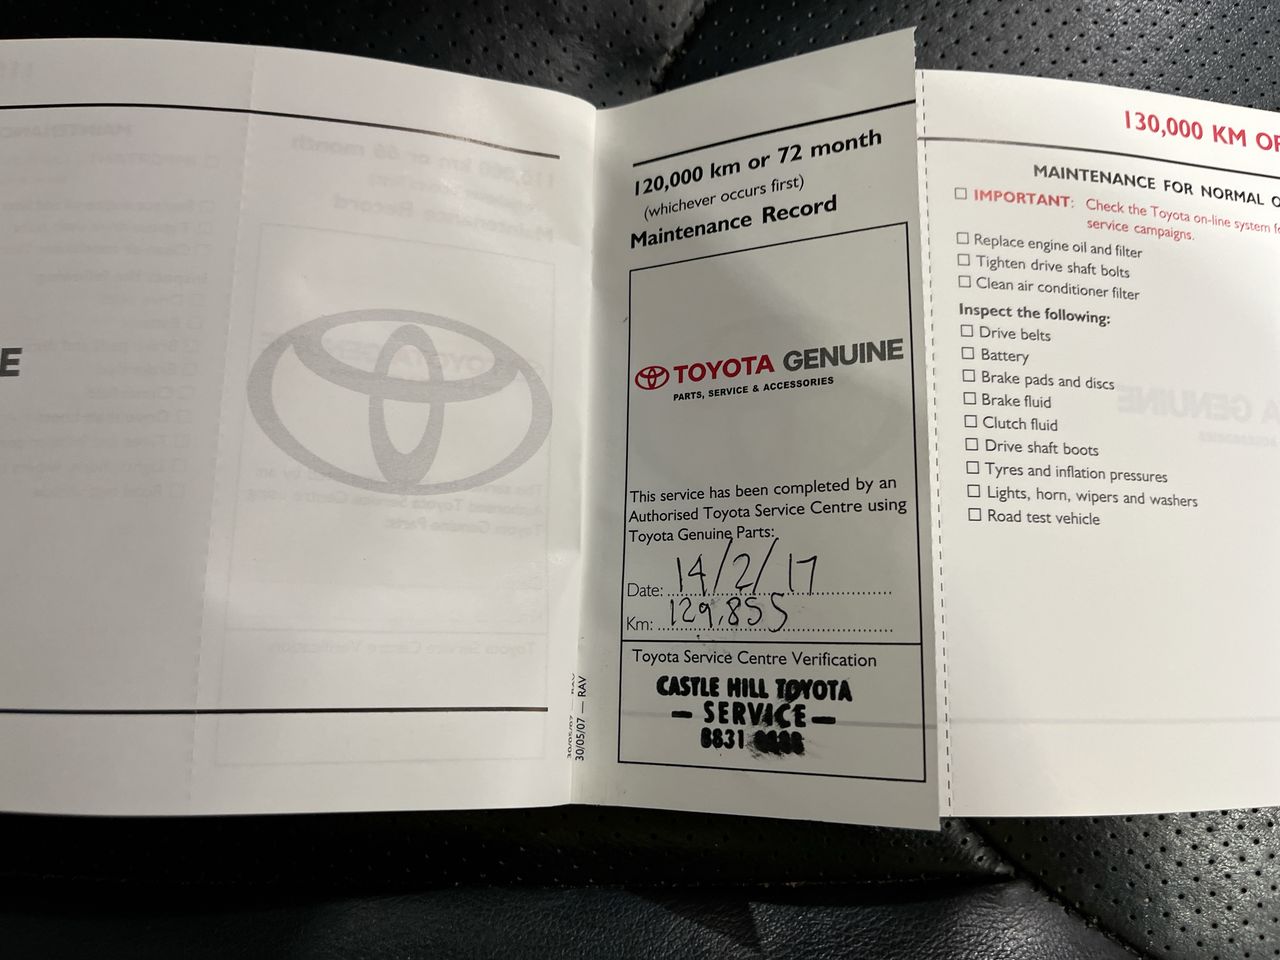 E
120,000 km or 72 month
(whichever occurs first)
Maintenance Record
TOYOTA GENUINE
PARTS, SERVICE & ACCESSORIES
This service has been completed by an
Authorised Toyota Service Centre using
Toyota Genuine Parts:
Date: 14/2/17
Km: 129,855
Toyota Service Centre Verification
CASTLE HILL TOYOTA
— SERVICE —
8831
30/05/07 — RAV
130,000 KM OR
MAINTENANCE FOR NORMAL O
☐ IMPORTANT: Check the Toyota on-line system fo
service campaigns.
☐ Replace engine oil and filter
☐ Tighten drive shaft bolts
☐ Clean air conditioner filter
Inspect the following:
☐ Drive belts
☐ Battery
☐ Brake pads and discs
☐ Brake fluid
☐ Clutch fluid
☐ Drive shaft boots
☐ Tyres and inflation pressures
☐ Lights, horn, wipers and washers
☐ Road test vehicle